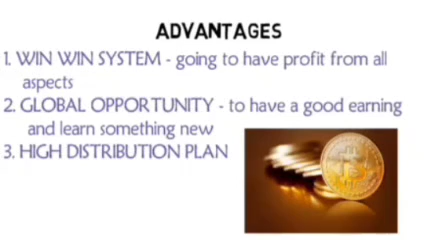 ADVANTAGES
1. WIN WIN SYSTEM - going to have profit from all
aspects
2. GLOBAL OPPORTUNITY - to have a good earning
and learn something new
3. HIGH DISTRIBUTION PLAN